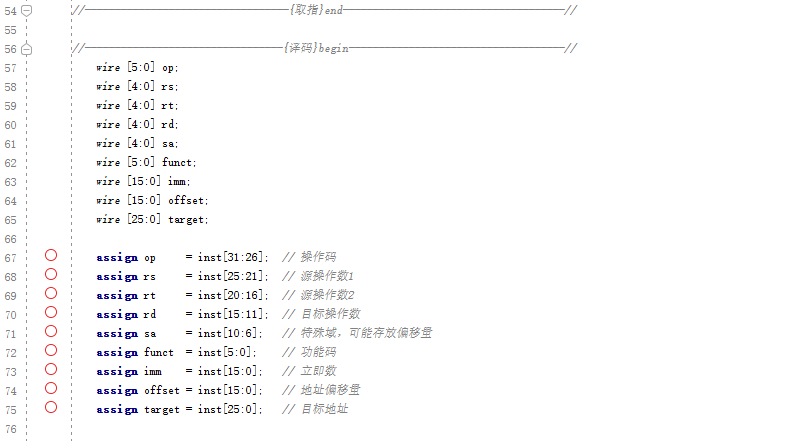 54 //----------------------------------{取指}end-------------------------------------//
55
56 //---------------------------------{译码}begin------------------------------------//
57 wire [5:0] op;
58 wire [4:0] rs;
59 wire [4:0] rt;
60 wire [4:0] rd;
61 wire [4:0] sa;
62 wire [5:0] funct;
63 wire [15:0] imm;
64 wire [15:0] offset;
65 wire [25:0] target;
66
67 assign op     = inst[31:26];  // 操作码
68 assign rs     = inst[25:21];  // 源操作数1
69 assign rt     = inst[20:16];  // 源操作数2
70 assign rd     = inst[15:11];  // 目标操作数
71 assign sa     = inst[10:6];   // 特殊域，可能存放偏移量
72 assign funct  = inst[5:0];    // 功能码
73 assign imm    = inst[15:0];   // 立即数
74 assign offset = inst[15:0];   // 地址偏移量
75 assign target = inst[25:0];   // 目标地址
76